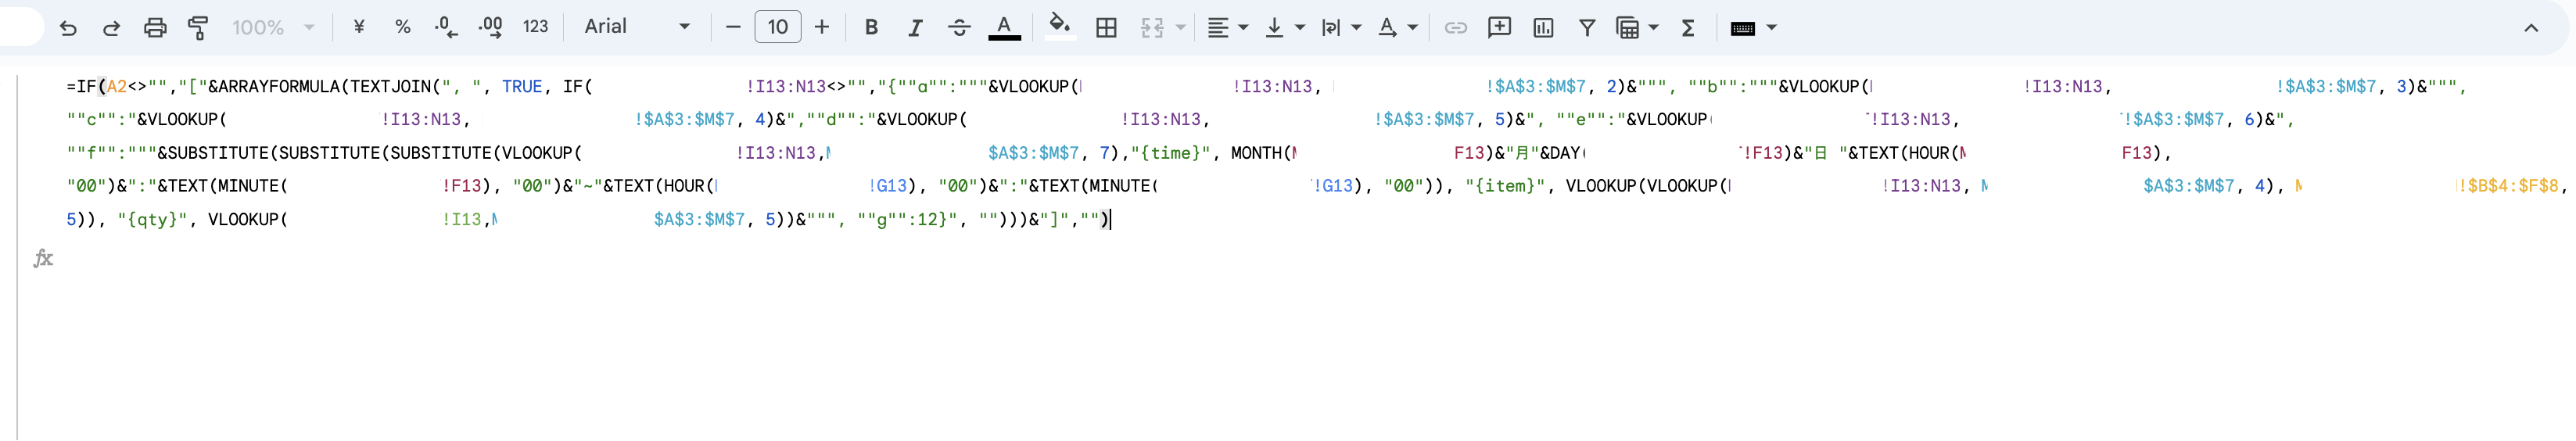 100% ¥ % .0 .00 123 Arial 10 B I A A Σ
=IF(A2<>"","["&ARRAYFORMULA(TEXTJOIN(", ", TRUE, IF( !I13:N13<>"","{""a"":"""&VLOOKUP( !I13:N13, !$A$3:$M$7, 2)&""", ""b"":"""&VLOOKUP( !I13:N13, !$A$3:$M$7, 3)&""",
""c"":"&VLOOKUP( !I13:N13, !$A$3:$M$7, 4)&",""d"":"&VLOOKUP( !I13:N13, !$A$3:$M$7, 5)&", ""e"":"&VLOOKUP !I13:N13, !$A$3:$M$7, 6)&",
""f"":"""&SUBSTITUTE(SUBSTITUTE(SUBSTITUTE(VLOOKUP( !I13:N13, $A$3:$M$7, 7),"{time}", MONTH( F13)&"月"&DAY( !F13)&"日 "&TEXT(HOUR( F13),
"00")&":"&TEXT(MINUTE( !F13), "00")&"~"&TEXT(HOUR( !G13), "00")&":"&TEXT(MINUTE( !G13), "00")), "{item}", VLOOKUP(VLOOKUP( !I13:N13, $A$3:$M$7, 4), !$B$4:$F$8,
5)), "{qty}", VLOOKUP( !I13, $A$3:$M$7, 5))&""", ""g"":12}", "")))&"]","")
fx